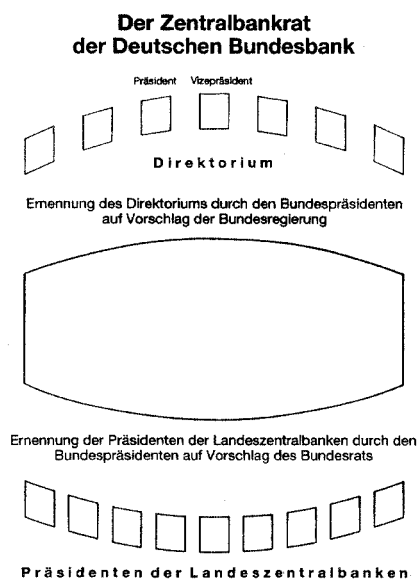 Der Zentralbankrat
der Deutschen Bundesbank
Präsident Vizepräsident
Direktorium
Ernennung des Direktoriums durch den Bundespräsidenten
auf Vorschlag der Bundesregierung
Ernennung der Präsidenten der Landeszentralbanken durch den
Bundespräsidenten auf Vorschlag des Bundesrats
Präsidenten der Landeszentralbanken